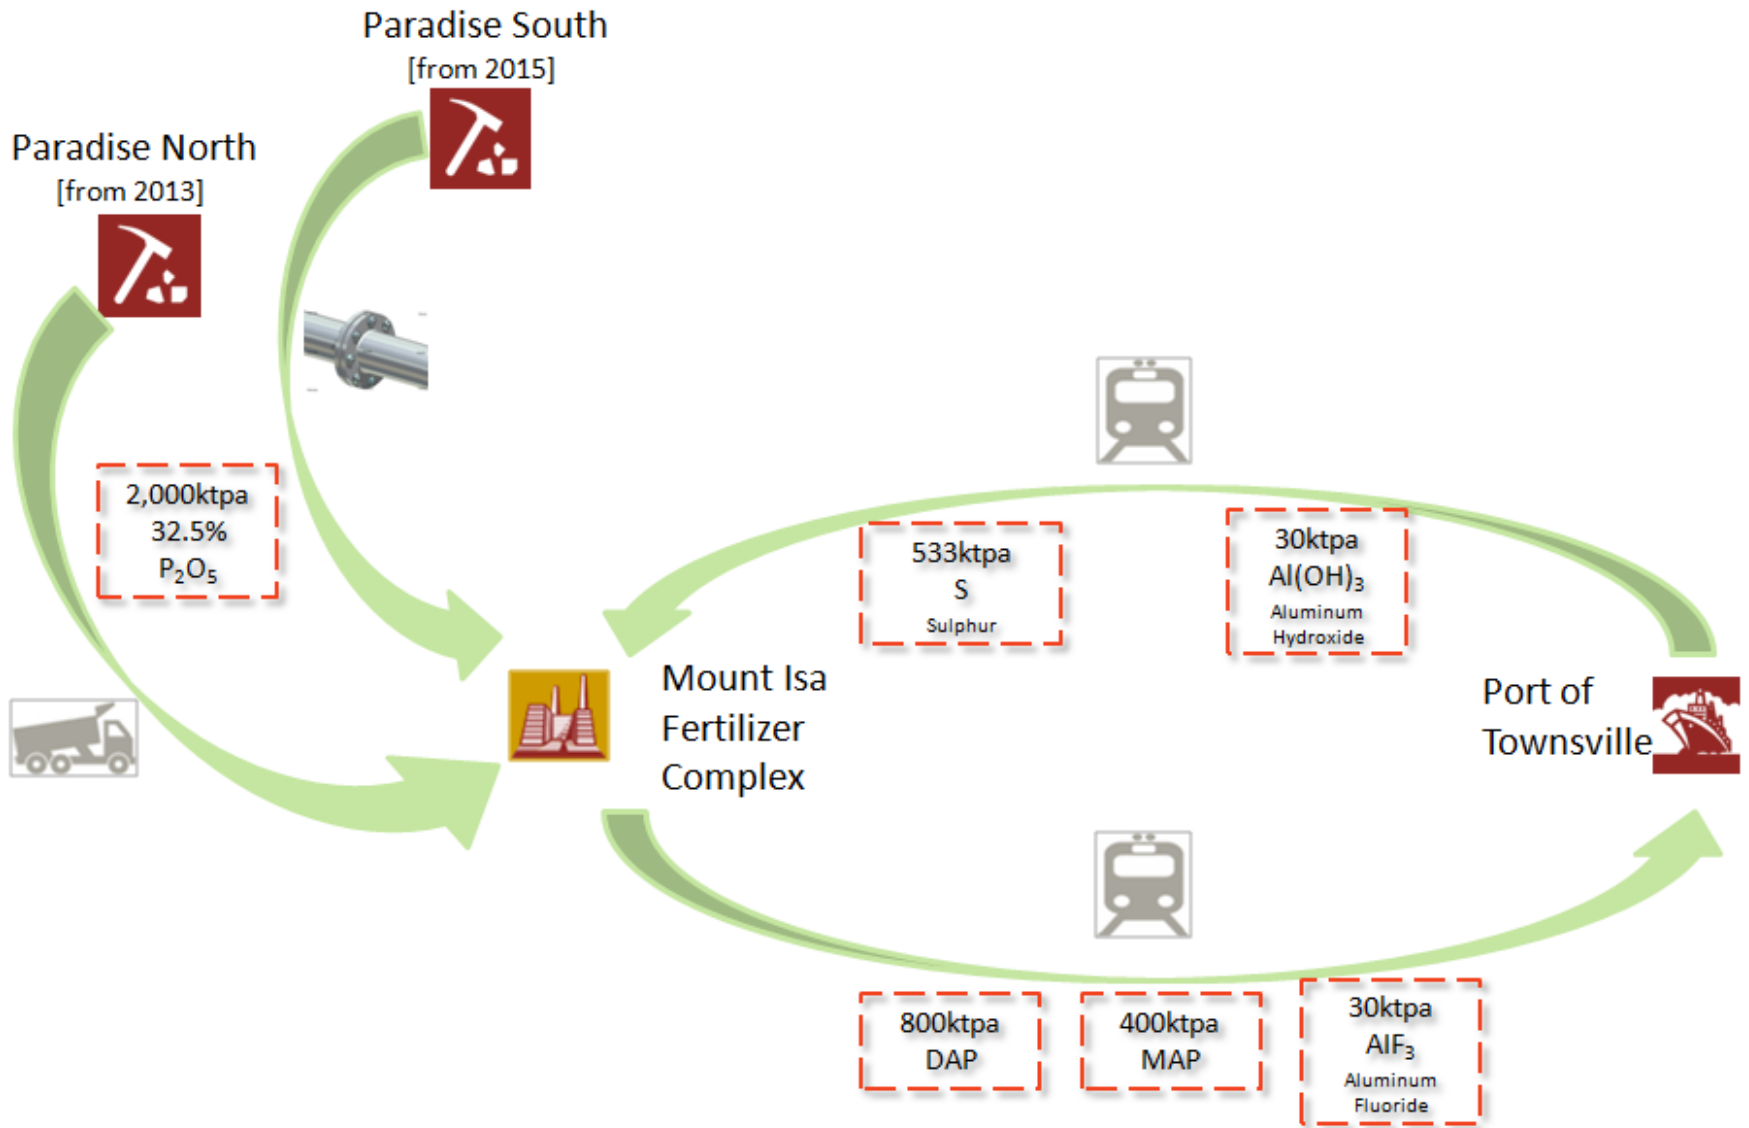 Paradise South
[from 2015]
Paradise North
[from 2013]
2,000ktpa
32.5%
P₂O₅
533ktpa
S
Sulphur
30ktpa
Al(OH)₃
Aluminum
Hydroxide
Mount Isa
Fertilizer
Complex
Port of
Townsville
800ktpa
DAP
400ktpa
MAP
30ktpa
AlF₃
Aluminum
Fluoride